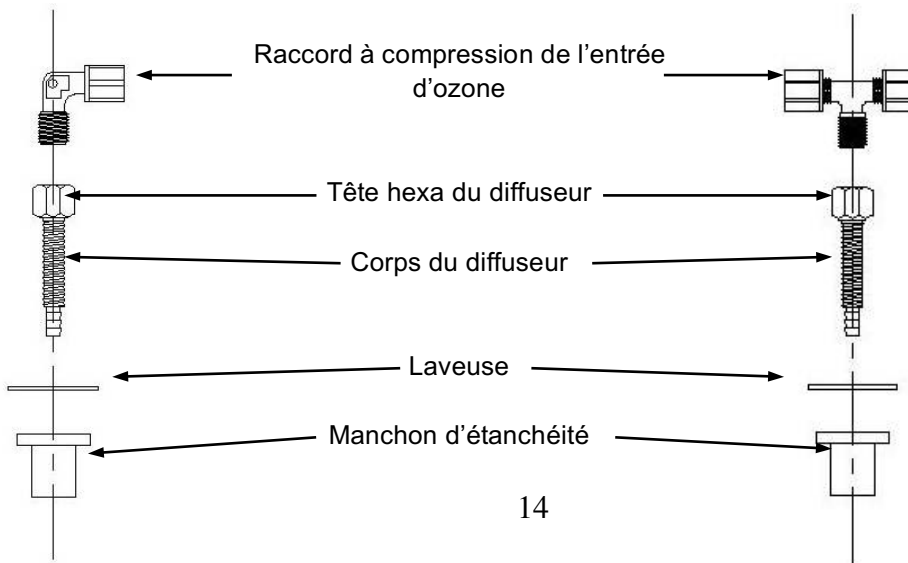 Raccord à compression de l’entrée
d’ozone
Tête hexa du diffuseur
Corps du diffuseur
Laveuse
Manchon d’étanchéité
14